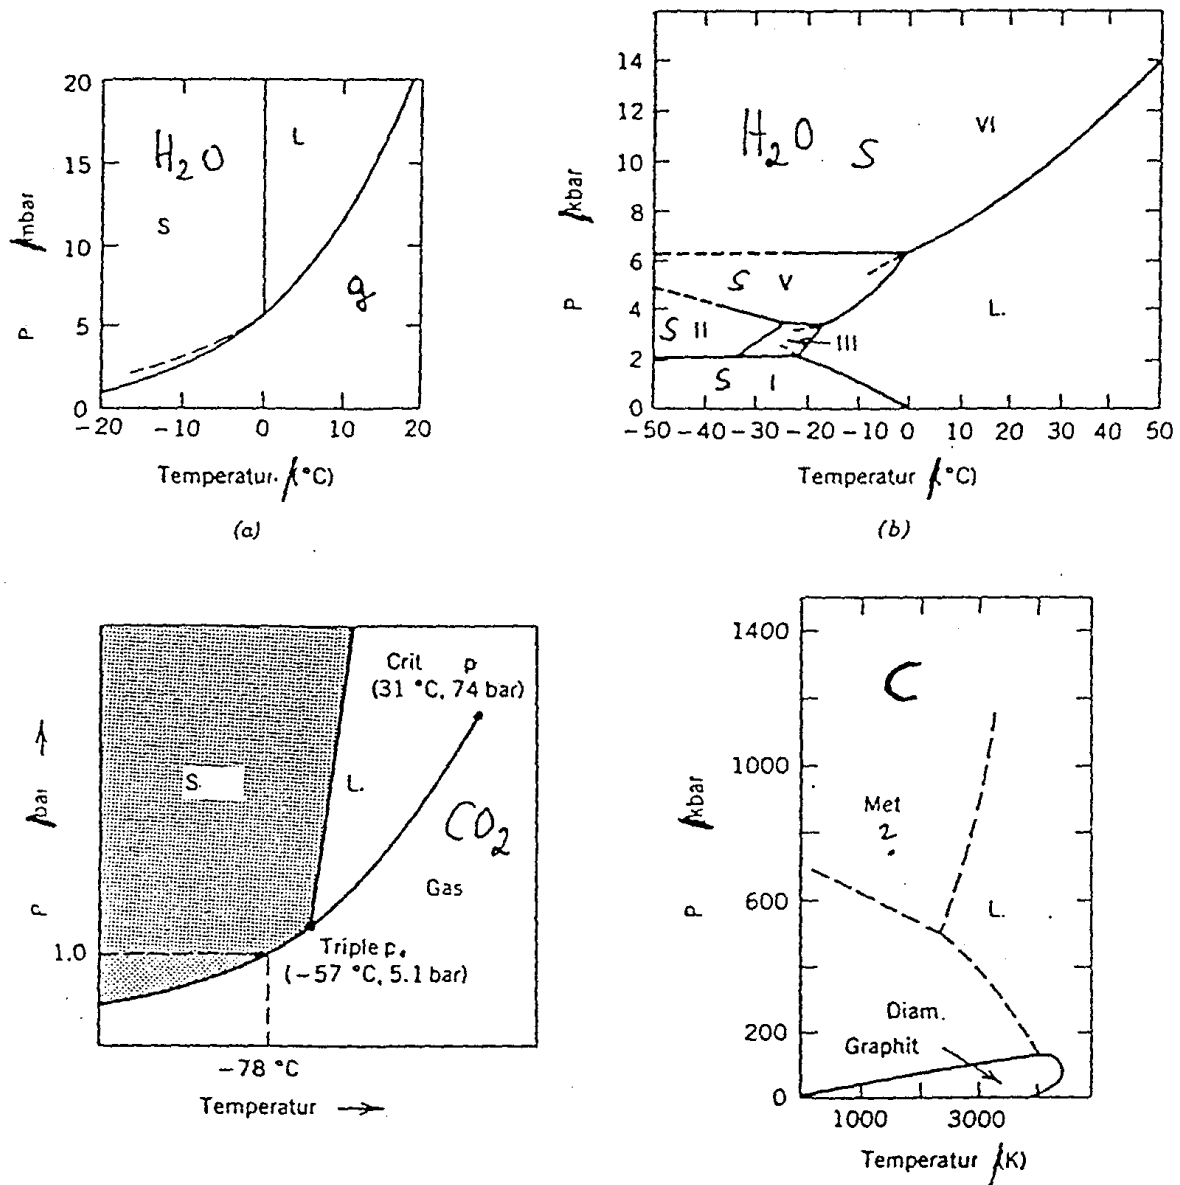 20
15
10
5
0
P /mbar
H₂O
S
L
g
-20 -10 0 10 20
Temperatur /(°C)
(a)
14
12
10
8
6
4
2
0
P /kbar
H₂O S VI
S V
S II
III
S I
L.
-50 -40 -30 -20 -10 0 10 20 30 40 50
Temperatur /(°C)
(b)
P /bar →
1.0
S.
L.
Crit p
(31 °C, 74 bar)
CO₂
Gas
Triple p.
(-57 °C, 5.1 bar)
-78 °C
Temperatur →
1400
1000
600
200
0
P /kbar
C
Met
?
L.
Diam.
Graphit
1000 3000
Temperatur /(K)